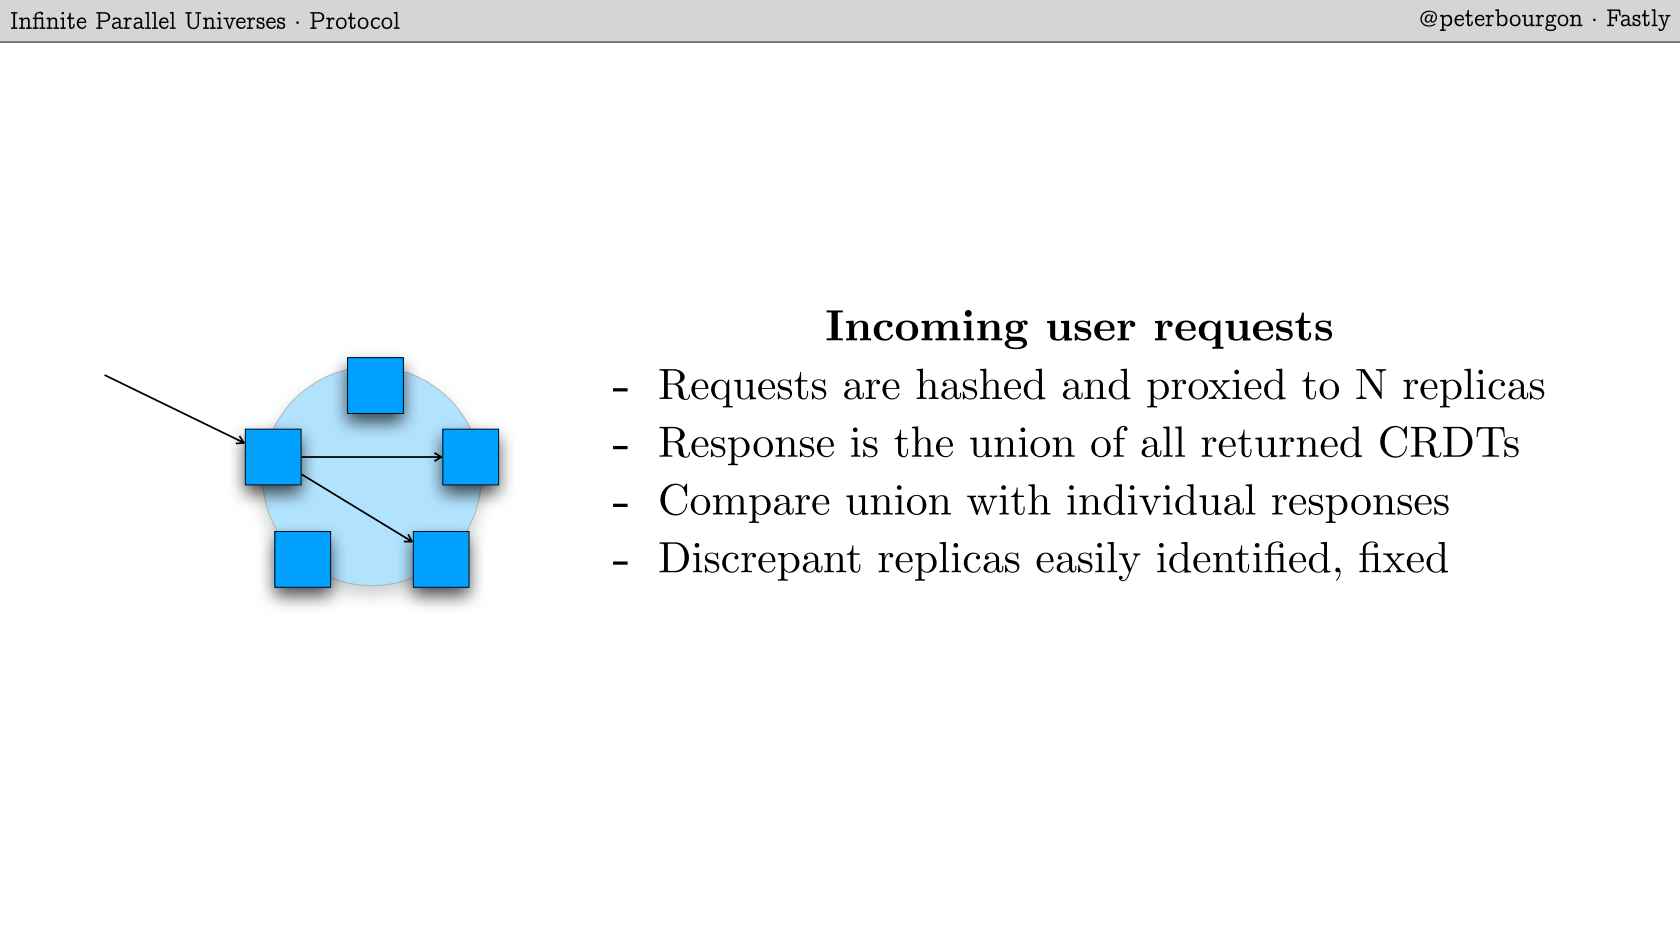 Infinite Parallel Universes · Protocol
@peterbourgon · Fastly
Incoming user requests
- Requests are hashed and proxied to N replicas
- Response is the union of all returned CRDTs
- Compare union with individual responses
- Discrepant replicas easily identified, fixed